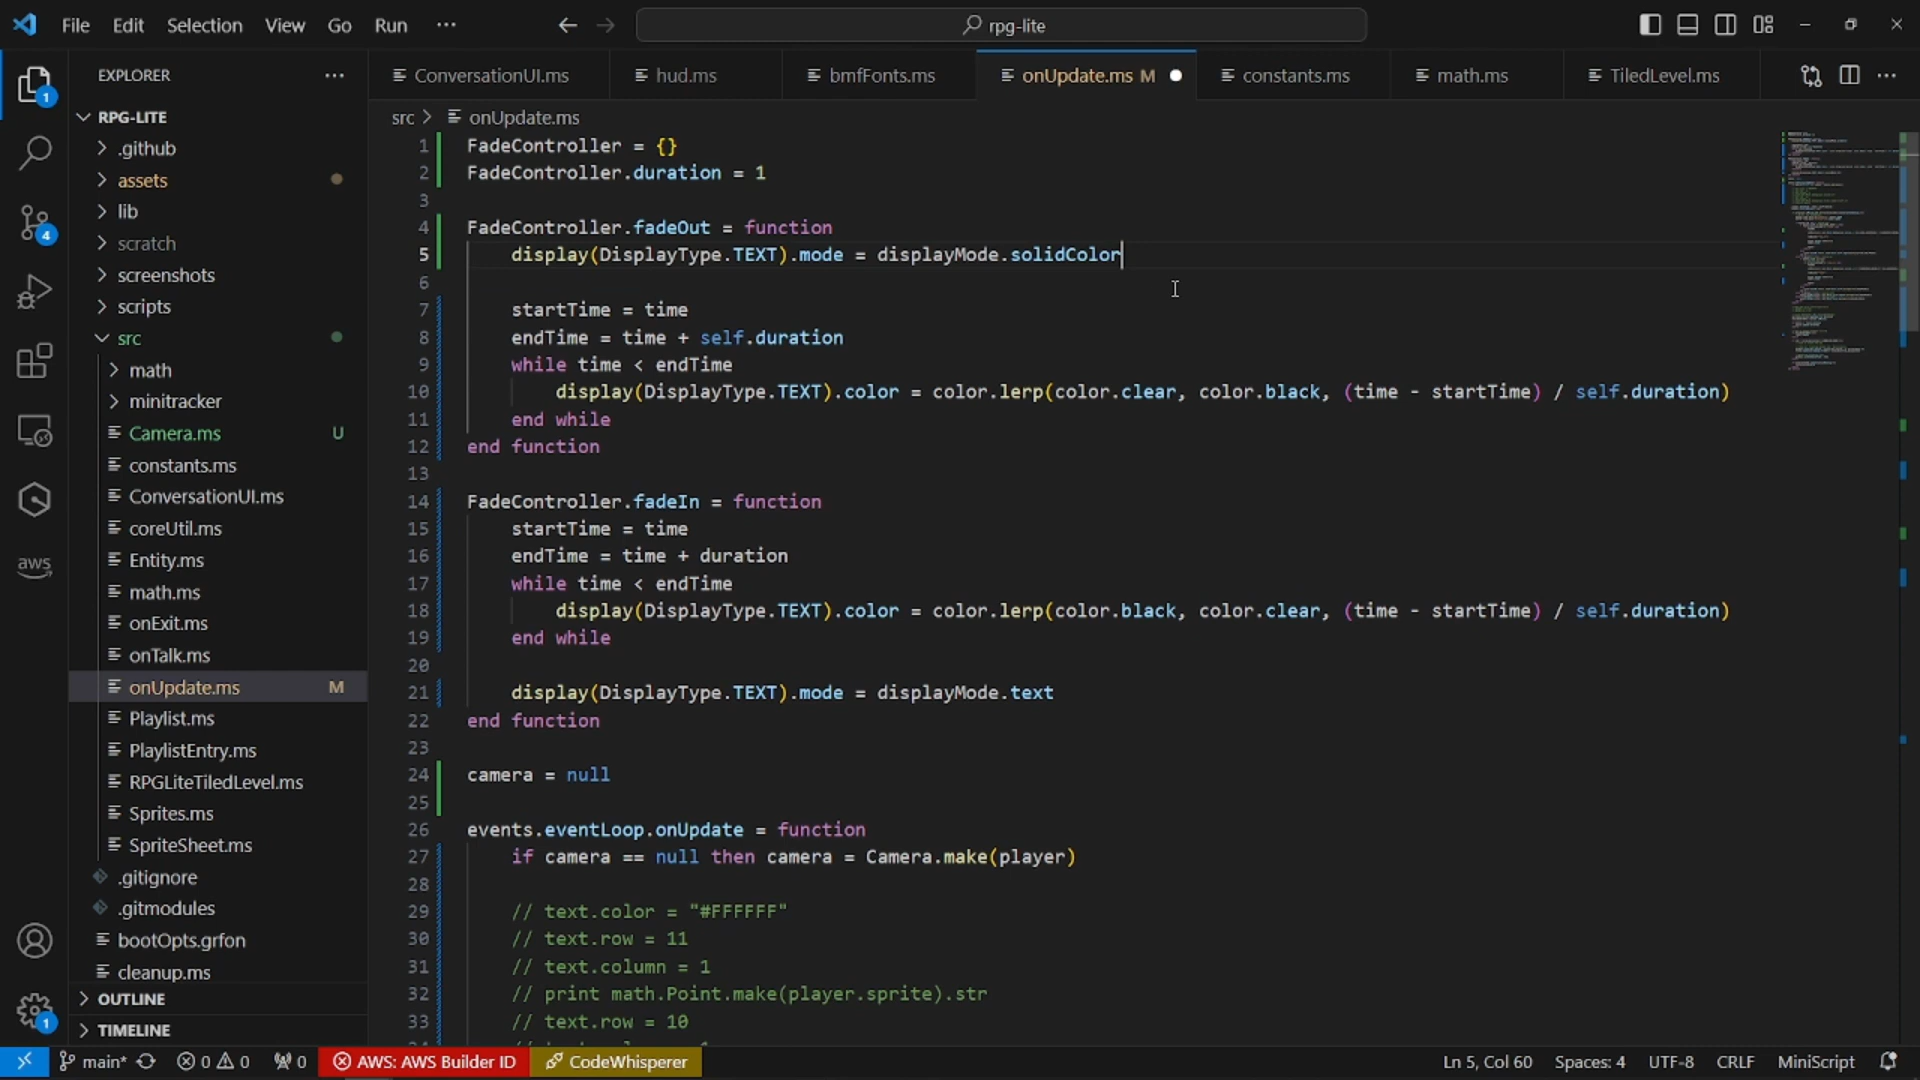 File Edit Selection View Go Run ··· rpg-lite
EXPLORER
RPG-LITE
.github
assets
lib
scratch
screenshots
scripts
src
math
minitracker
Camera.ms U
constants.ms
ConversationUI.ms
coreUtil.ms
Entity.ms
math.ms
onExit.ms
onTalk.ms
onUpdate.ms M
Playlist.ms
PlaylistEntry.ms
RPGLiteTiledLevel.ms
Sprites.ms
SpriteSheet.ms
.gitignore
.gitmodules
bootOpts.grfon
cleanup.ms
OUTLINE
TIMELINE
1
4
aws
1
ConversationUI.ms hud.ms bmfFonts.ms onUpdate.ms M constants.ms math.ms TiledLevel.ms
src > onUpdate.ms
1 FadeController = {}
2 FadeController.duration = 1
3
4 FadeController.fadeOut = function
5 display(DisplayType.TEXT).mode = displayMode.solidColor
6
7 startTime = time
8 endTime = time + self.duration
9 while time < endTime
10 display(DisplayType.TEXT).color = color.lerp(color.clear, color.black, (time - startTime) / self.duration)
11 end while
12 end function
13
14 FadeController.fadeIn = function
15 startTime = time
16 endTime = time + duration
17 while time < endTime
18 display(DisplayType.TEXT).color = color.lerp(color.black, color.clear, (time - startTime) / self.duration)
19 end while
20
21 display(DisplayType.TEXT).mode = displayMode.text
22 end function
23
24 camera = null
25
26 events.eventLoop.onUpdate = function
27 if camera == null then camera = Camera.make(player)
28
29 // text.color = "#FFFFFF"
30 // text.row = 11
31 // text.column = 1
32 // print math.Point.make(player.sprite).str
33 // text.row = 10
main* 0 0 0 AWS: AWS Builder ID CodeWhisperer Ln 5, Col 60 Spaces: 4 UTF-8 CRLF MiniScript